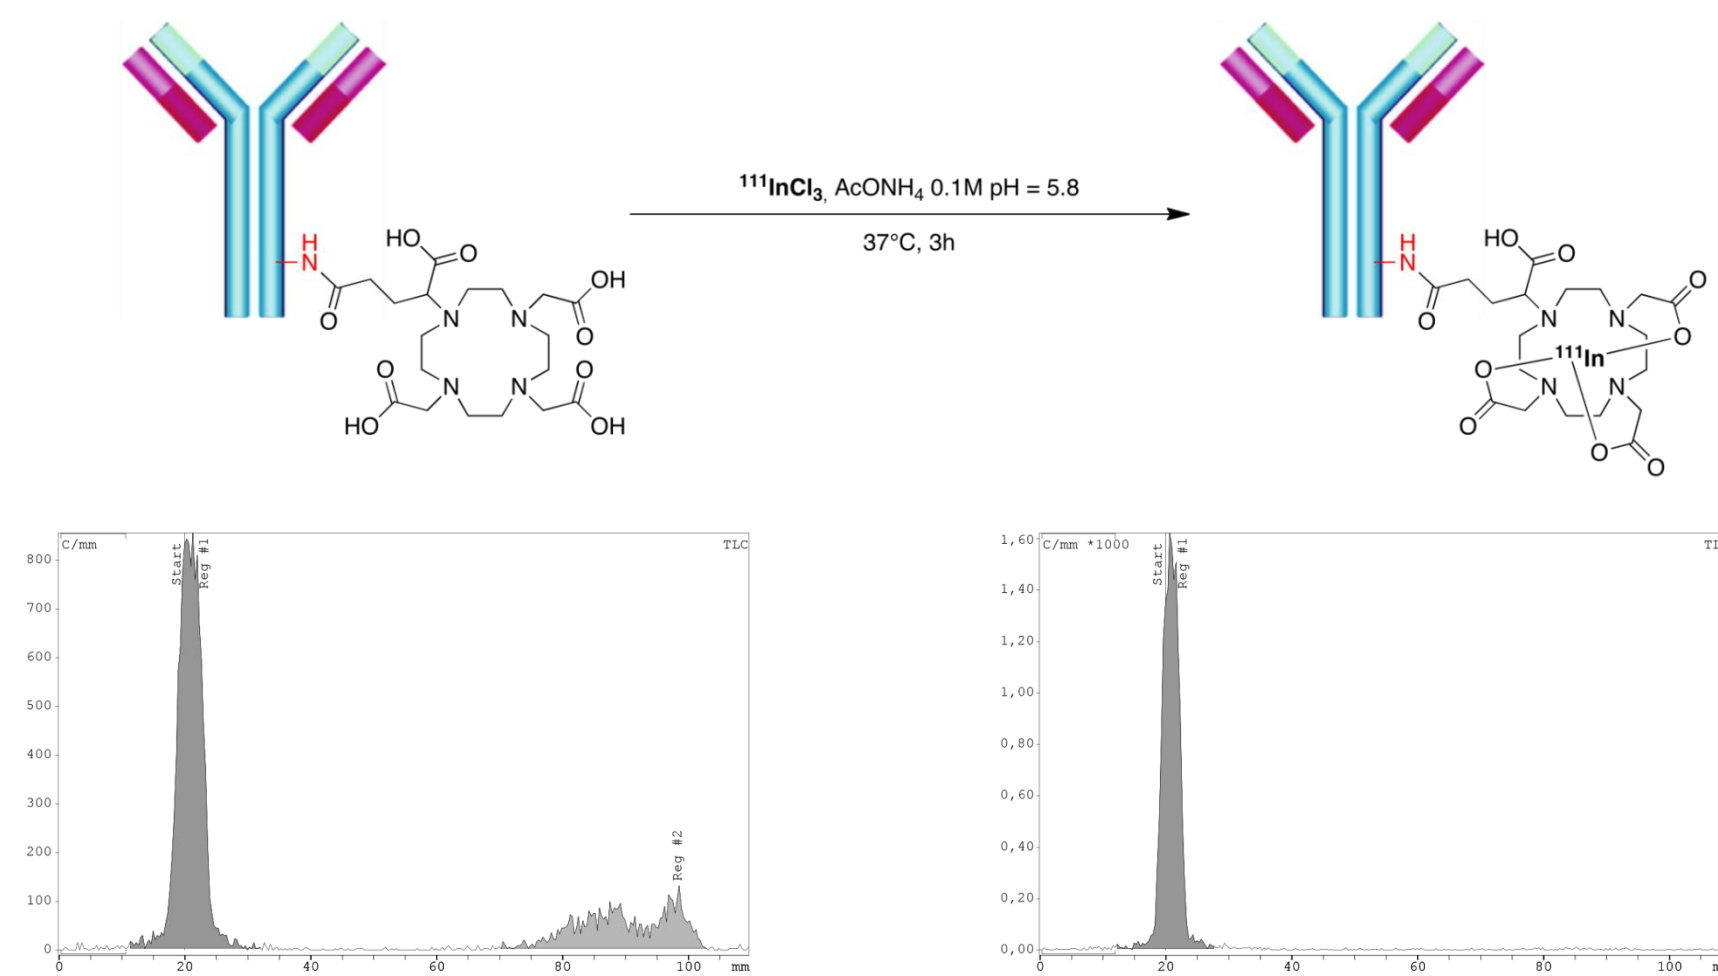 ¹¹¹InCl₃, AcONH₄ 0.1M pH = 5.8
37°C, 3h
H
N
O
HO
O
N
N
OH
O
O
HO
N
N
O
OH
H
N
O
HO
O
N
N
O
O
¹¹¹In
O
O
N
N
O
O
C/mm
TLC
Start
Reg #1
Reg #2
800
700
600
500
400
300
200
100
0
0 20 40 60 80 100 mm
C/mm *1000
Start
Reg #1
1,60
1,40
1,20
1,00
0,80
0,60
0,40
0,20
0,00
0 20 40 60 80 100